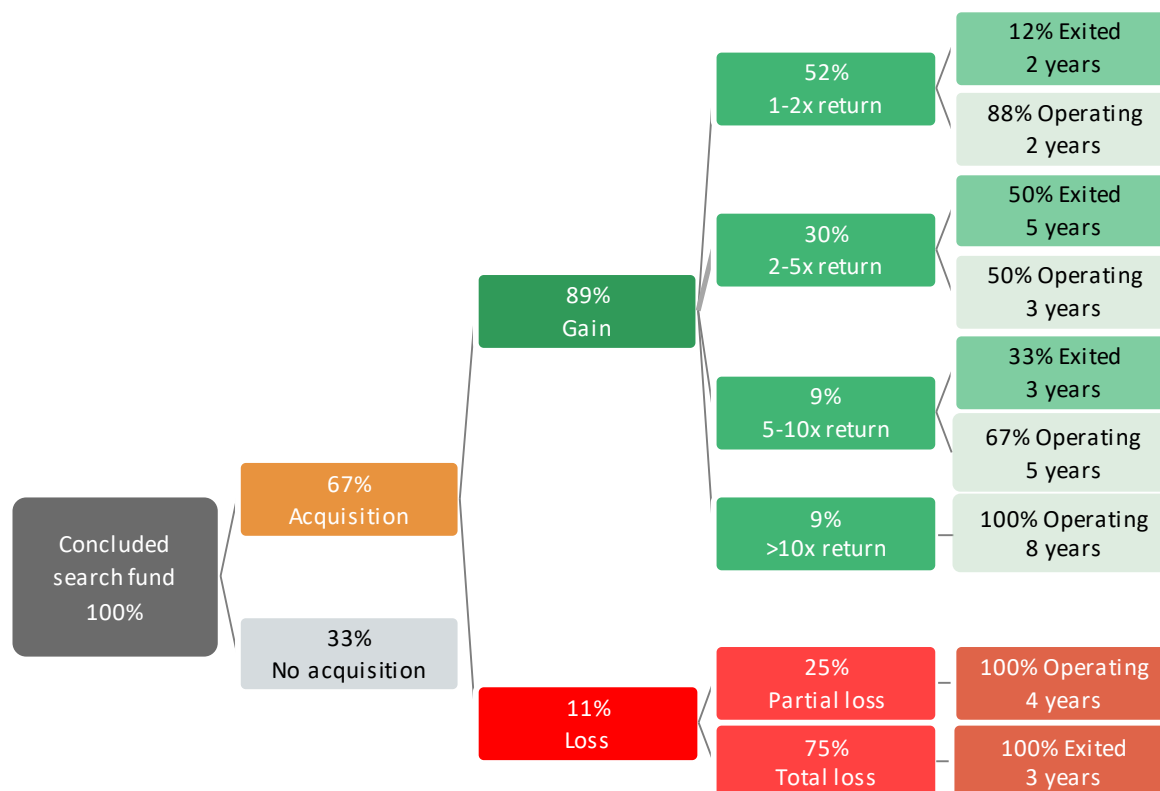 Concluded
search fund
100%
67%
Acquisition
33%
No acquisition
89%
Gain
11%
Loss
52%
1-2x return
30%
2-5x return
9%
5-10x return
9%
>10x return
25%
Partial loss
75%
Total loss
12% Exited
2 years
88% Operating
2 years
50% Exited
5 years
50% Operating
3 years
33% Exited
3 years
67% Operating
5 years
100% Operating
8 years
100% Operating
4 years
100% Exited
3 years